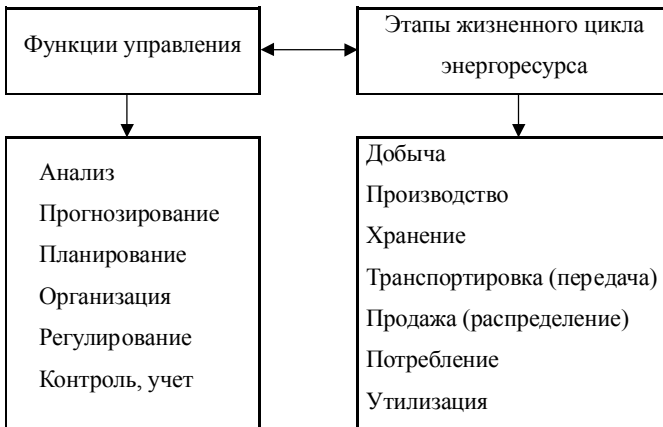 Функции управления
Этапы жизненного цикла
энергоресурса
Анализ
Прогнозирование
Планирование
Организация
Регулирование
Контроль, учет
Добыча
Производство
Хранение
Транспортировка (передача)
Продажа (распределение)
Потребление
Утилизация